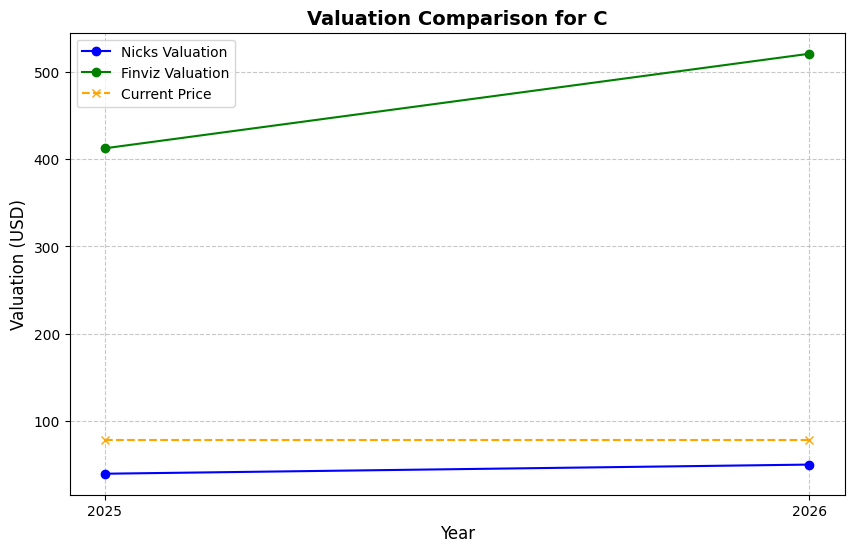 Valuation Comparison for C
Nicks Valuation
Finviz Valuation
Current Price
500
400
300
200
100
Valuation (USD)
2025
2026
Year